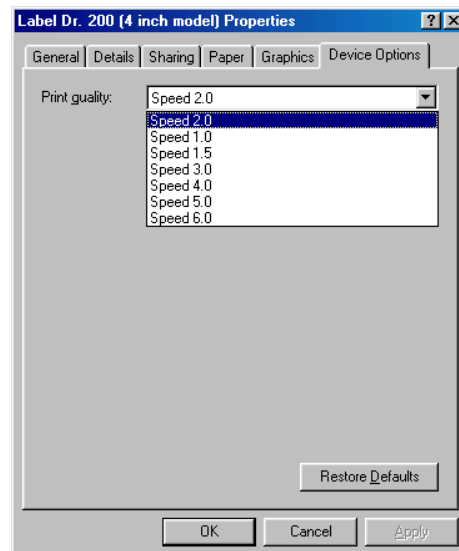 Label Dr. 200 (4 inch model) Properties
General Details Sharing Paper Graphics Device Options
Print quality: Speed 2.0
Speed 2.0
Speed 1.0
Speed 1.5
Speed 3.0
Speed 4.0
Speed 5.0
Speed 6.0
Restore Defaults
OK Cancel Apply